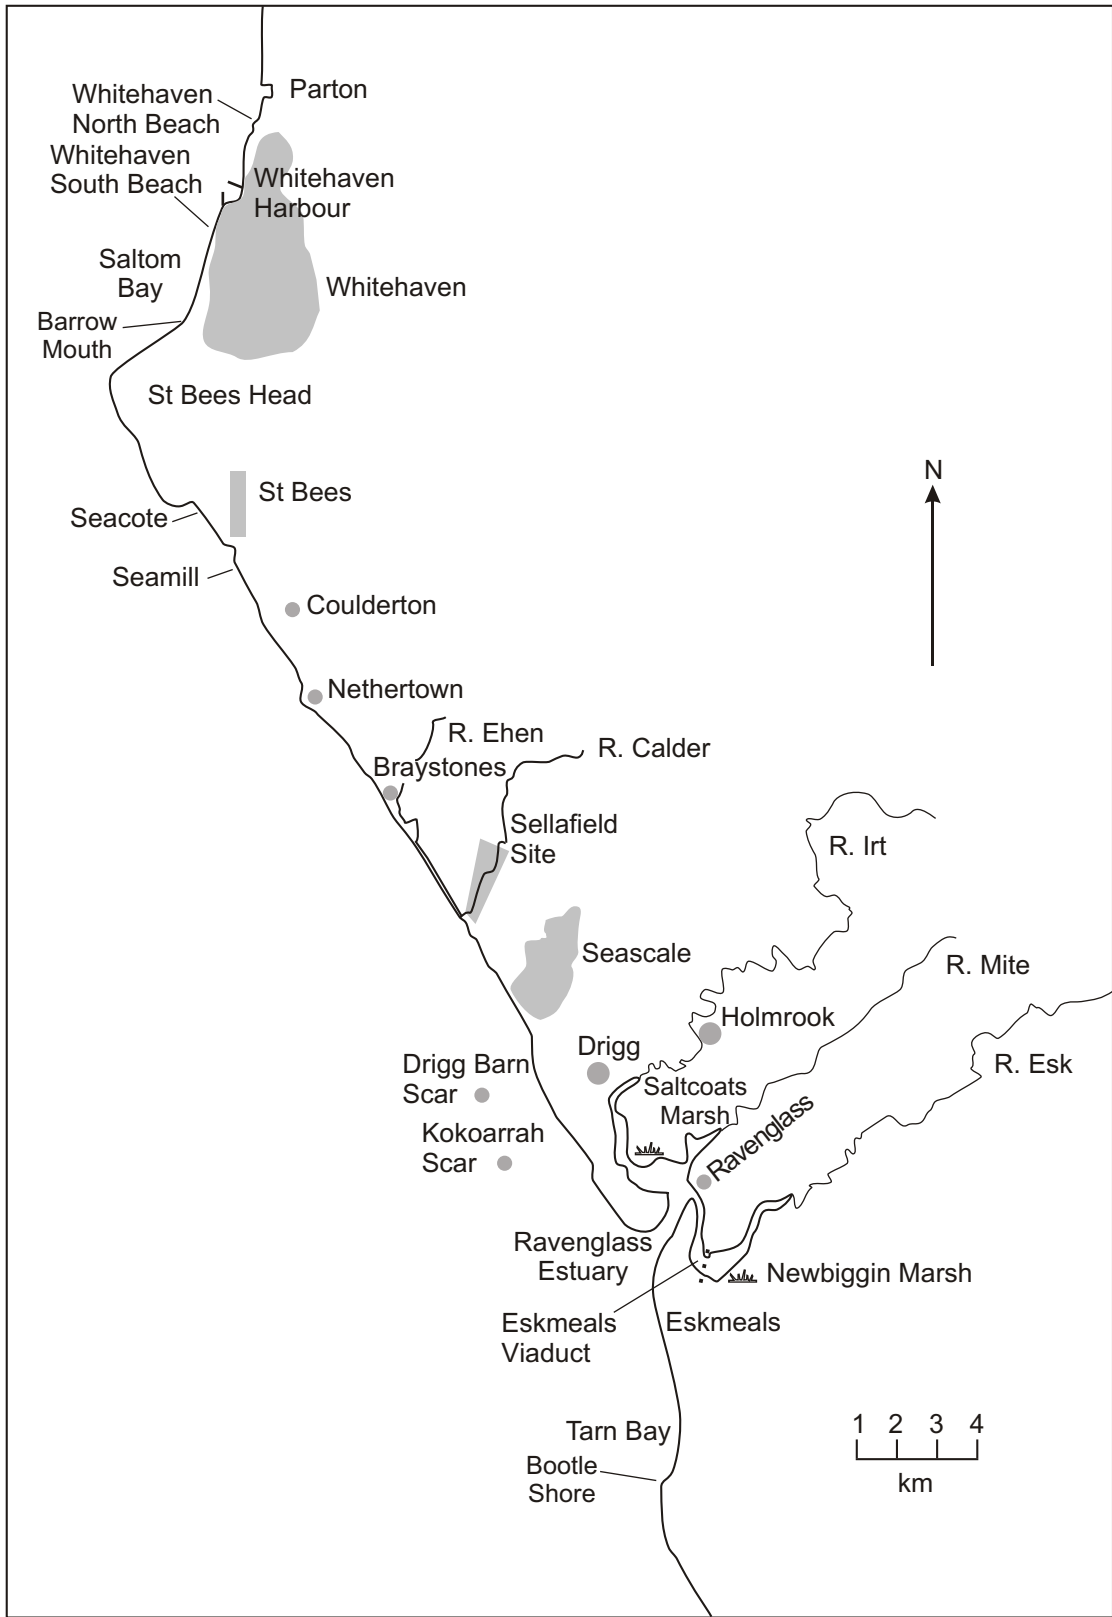 Parton
Whitehaven
North Beach
Whitehaven
South Beach
Whitehaven
Harbour
Saltom
Bay
Whitehaven
Barrow
Mouth
St Bees Head
N
St Bees
Seacote
Seamill
Coulderton
Nethertown
R. Ehen
R. Calder
Braystones
Sellafield
Site
R. Irt
Seascale
R. Mite
Holmrook
Drigg
R. Esk
Drigg Barn
Scar
Saltcoats
Marsh
Ravenglass
Kokoarrah
Scar
Ravenglass
Estuary
Newbiggin Marsh
Eskmeals
Viaduct
Eskmeals
Tarn Bay
Bootle
Shore
1 2 3 4
km